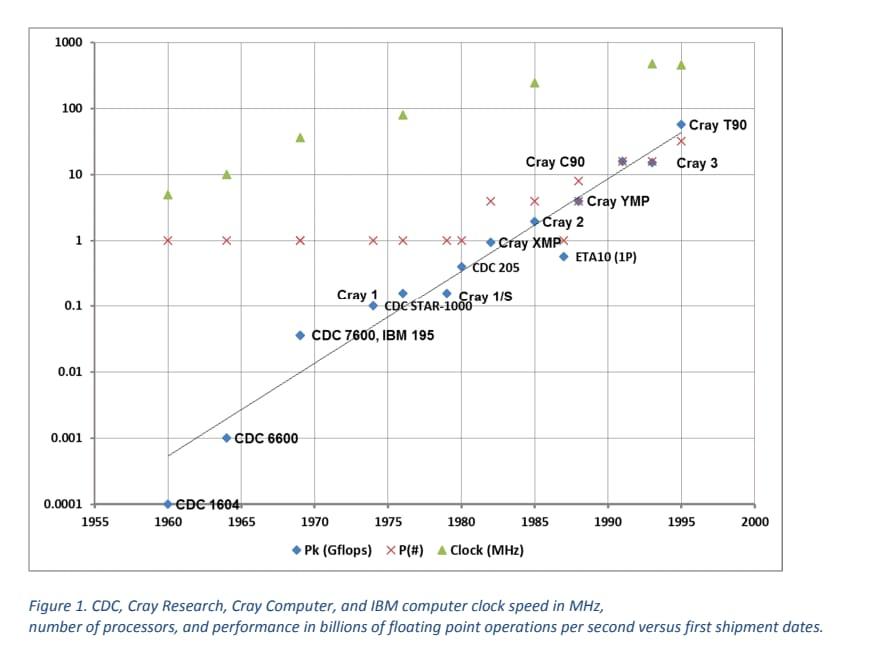 1000
100
Cray T90
Cray C90
Cray 3
10
Cray YMP
Cray 2
1
Cray XMP
ETA10 (1P)
CDC 205
Cray 1
Cray 1/S
0.1
CDC STAR-1000
CDC 7600, IBM 195
0.01
0.001
CDC 6600
0.0001
CDC 1604
1955 1960 1965 1970 1975 1980 1985 1990 1995 2000
Pk (Gflops) P(#) Clock (MHz)
Figure 1. CDC, Cray Research, Cray Computer, and IBM computer clock speed in MHz,
number of processors, and performance in billions of floating point operations per second versus first shipment dates.